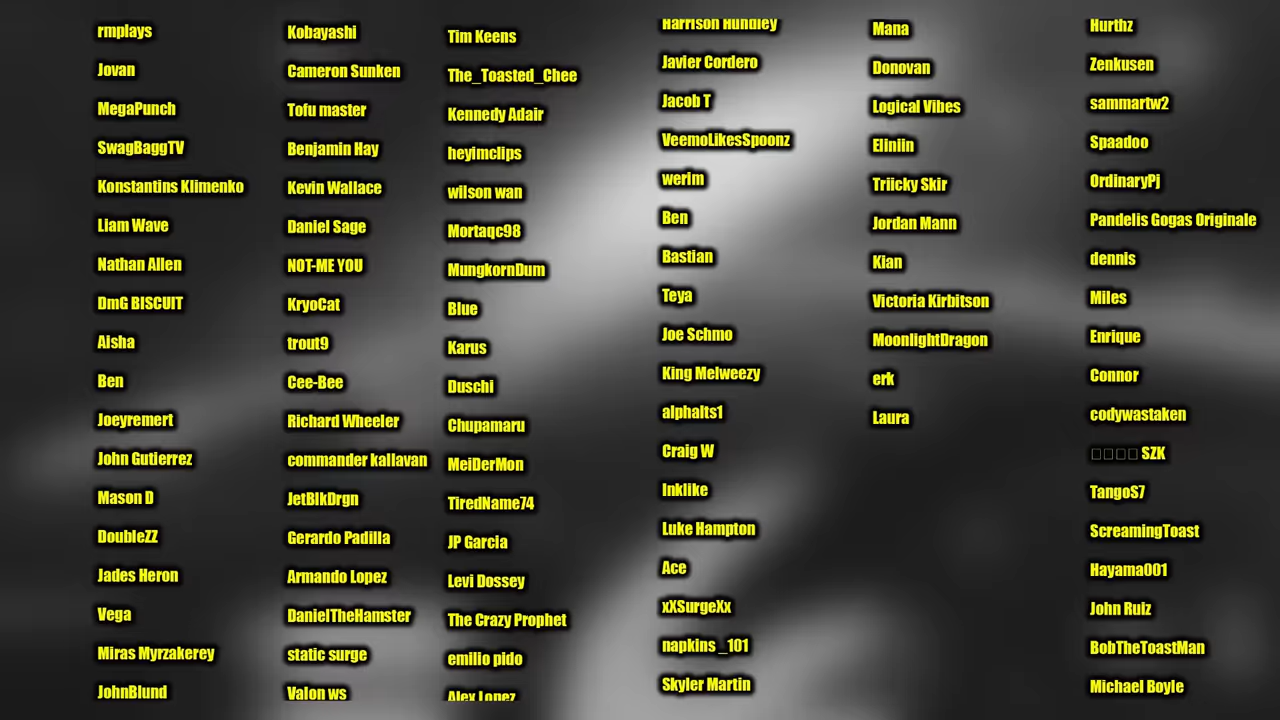 rmplays
Jovan
MegaPunch
SwagBaggTV
Konstantins Klimenko
Liam Wave
Nathan Allen
DmG BISCUIT
Aisha
Ben
Joeyremert
John Gutierrez
Mason D
DoubleZZ
Jades Heron
Vega
Miras Myrzakerey
JohnBlund
Kobayashi
Cameron Sunken
Tofu master
Benjamin Hay
Kevin Wallace
Daniel Sage
NOT-ME YOU
KryoCat
trout9
Cee-Bee
Richard Wheeler
commander kallavan
JetBlkDrgn
Gerardo Padilla
Armando Lopez
DanielTheHamster
static surge
Valon ws
Tim Keens
The_Toasted_Chee
Kennedy Adair
heyimclips
wilson wan
Mortaqc98
MungkornDum
Blue
Karus
Duschi
Chupamaru
MeiDerMon
TiredName74
JP Garcia
Levi Dossey
The Crazy Prophet
emilio pido
Alex Lopez
Harrison Hundley
Javier Cordero
Jacob T
VeemoLikesSpoonz
werim
Ben
Bastian
Teya
Joe Schmo
King Melweezy
alphalts1
Craig W
Inklike
Luke Hampton
Ace
xXSurgeXx
napkins _101
Skyler Martin
Mana
Donovan
Logical Vibes
Elinlin
Triicky Skir
Jordan Mann
Kian
Victoria Kirbitson
MoonlightDragon
erk
Laura
Hurthz
Zenkusen
sammartw2
Spaadoo
OrdinaryPj
Pandelis Gogas Originale
dennis
Miles
Enrique
Connor
codywastaken
SZK
TangoS7
ScreamingToast
Hayama001
John Ruiz
BobTheToastMan
Michael Boyle